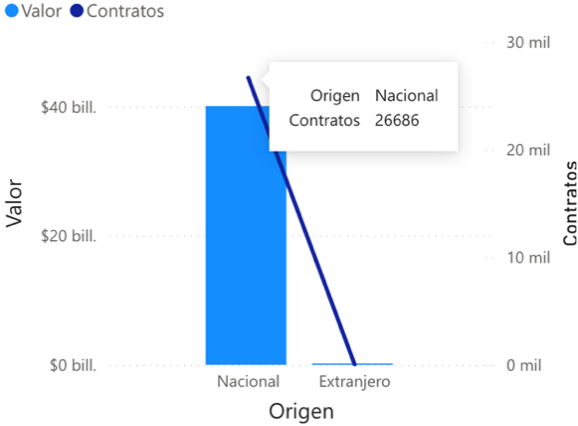 Valor Contratos
30 mil
Origen Nacional
Contratos 26686
$40 bill.
20 mil
Valor
Contratos
$20 bill.
10 mil
$0 bill.
0 mil
Nacional Extranjero
Origen